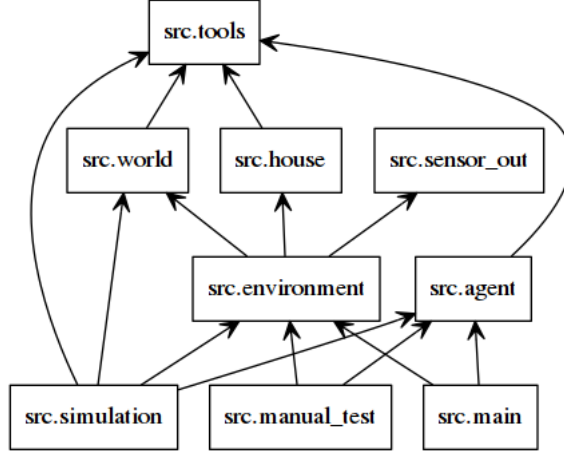 src.tools
src.world
src.house
src.sensor_out
src.environment
src.agent
src.simulation
src.manual_test
src.main